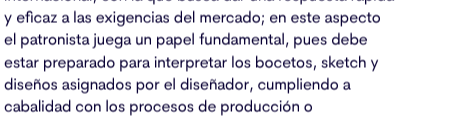 y eficaz a las exigencias del mercado; en este aspecto
el patronista juega un papel fundamental, pues debe
estar preparado para interpretar los bocetos, sketch y
diseños asignados por el diseñador, cumpliendo a
cabalidad con los procesos de producción o